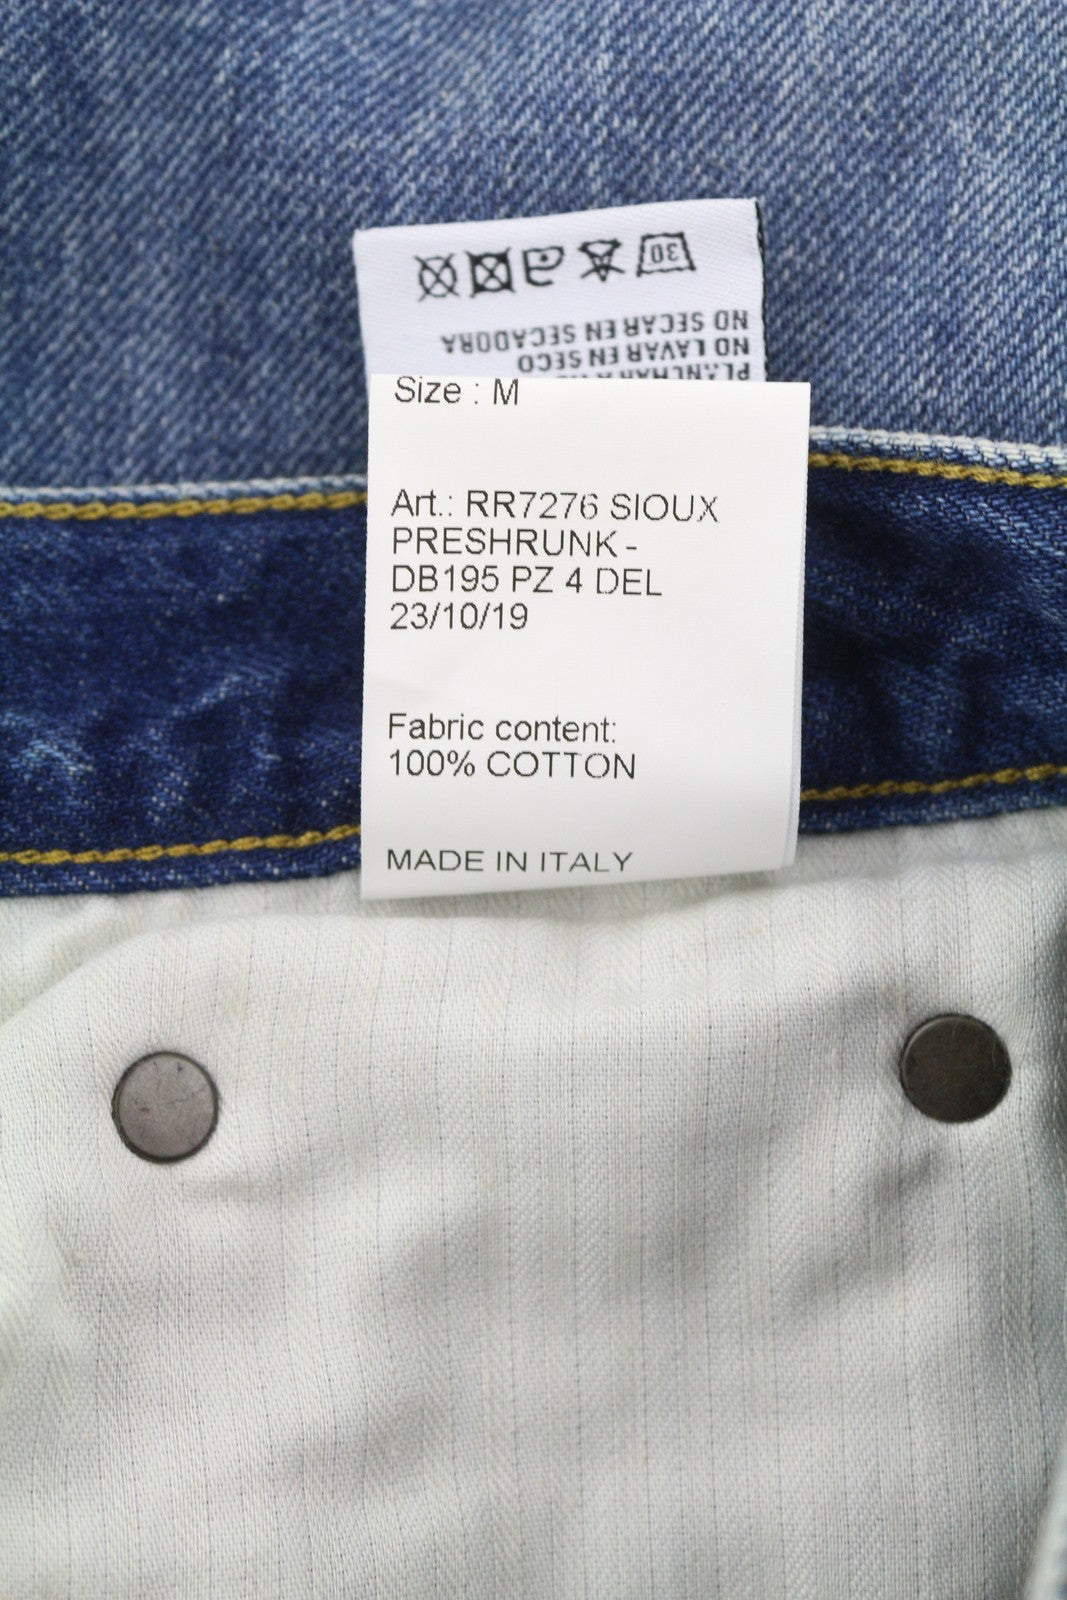 30
NO SECAR EN SECADORA
NO LAVAR EN SECO
Size : M
Art.: RR7276 SIOUX
PRESHRUNK -
DB195 PZ 4 DEL
23/10/19
Fabric content:
100% COTTON
MADE IN ITALY